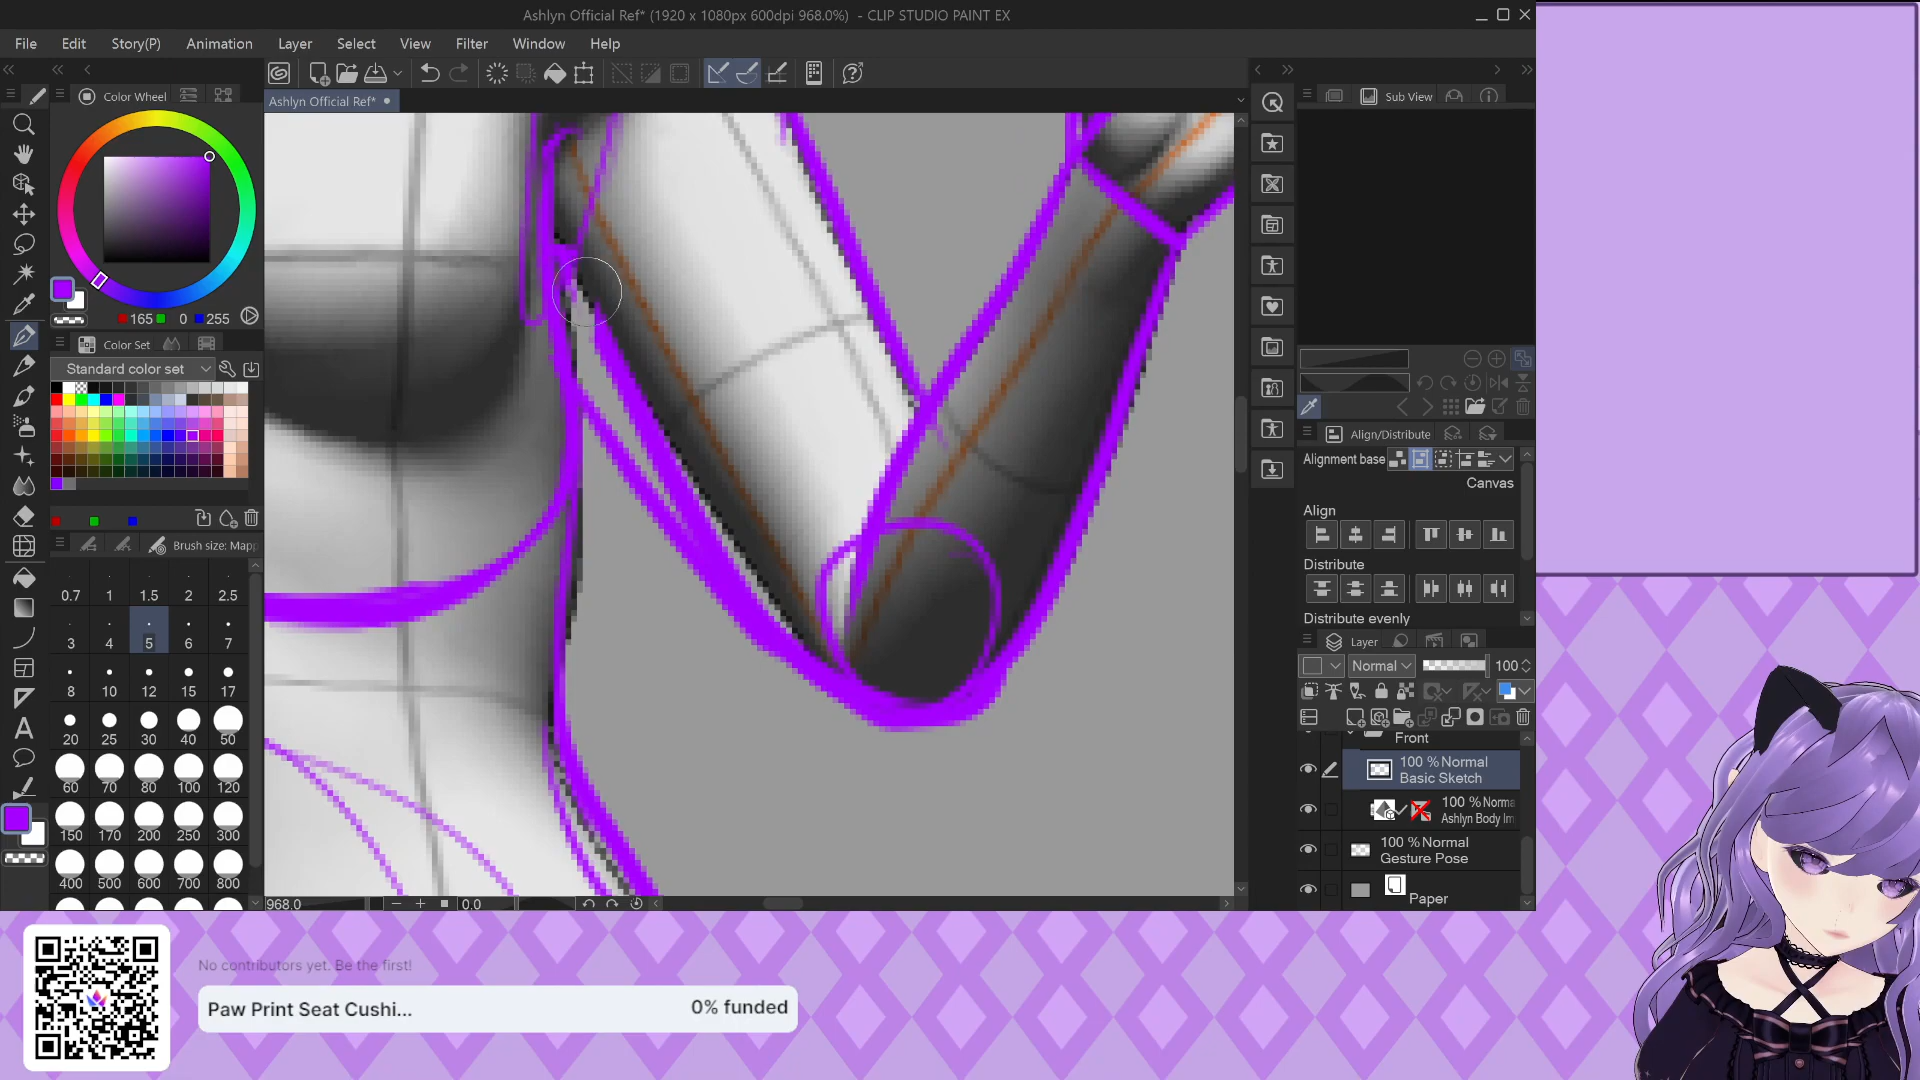 Ashlyn Official Ref* (1920 x 1080px 600dpi 968.0%) - CLIP STUDIO PAINT EX
File Edit Story(P) Animation Layer Select View Filter Window Help
Color Wheel
Ashlyn Official Ref*
Sub View
165 0 255
Color Set
Standard color set
Brush size: Mapp
0.7 1 1.5 2 2.5
3 4 5 6 7
8 10 12 15 17
20 25 30 40 50
60 70 80 100 120
150 170 200 250 300
400 500 600 700 800
968.0
0.0
Align/Distribute
Alignment base
Canvas
Align
Distribute
Distribute evenly
Layer
Normal 100
Front
100 % Normal
Basic Sketch
100 % Norma
Ashlyn Body Im
100 % Normal
Gesture Pose
Paper
No contributors yet. Be the first!
Paw Print Seat Cushi... 0% funded